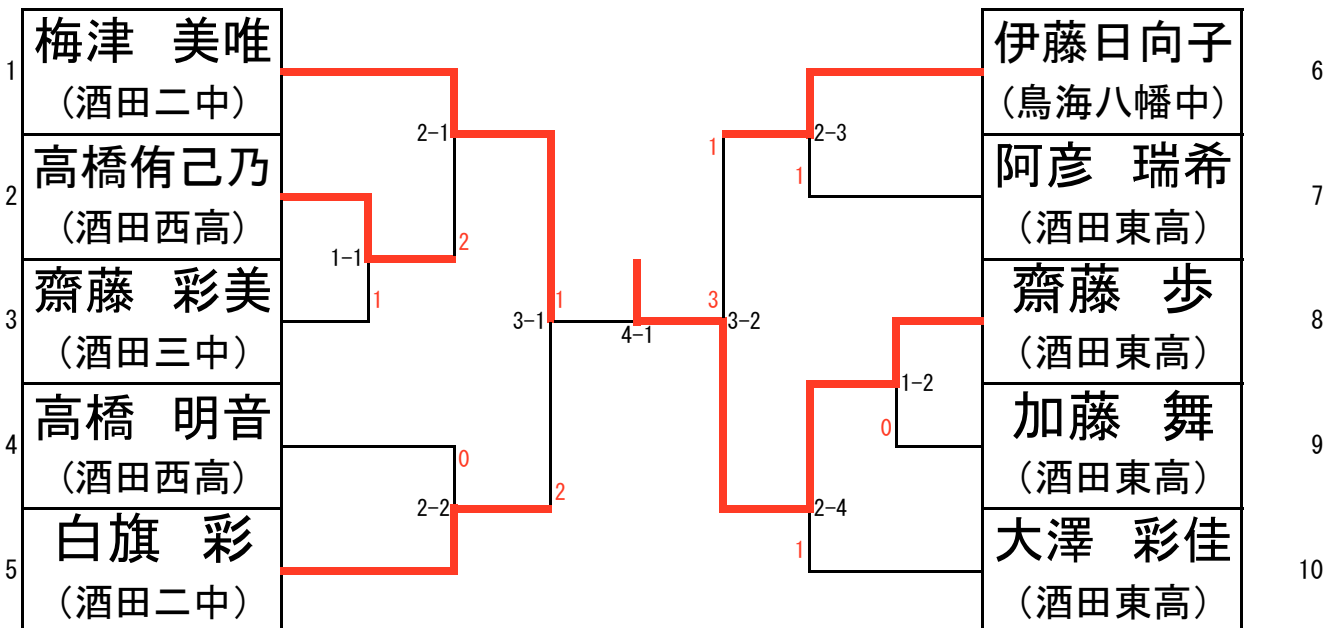 1
梅津 美唯
(酒田二中)
2
高橋侑己乃
(酒田西高)
3
齋藤 彩美
(酒田三中)
4
高橋 明音
(酒田西高)
5
白旗 彩
(酒田二中)
2-1
1-1
2
1
3-1
1
0
2-2
2
4-1
3
3-2
1
2-3
1
1-2
0
2-4
1
伊藤日向子
(鳥海八幡中)
6
阿彦 瑞希
(酒田東高)
7
齋藤 歩
(酒田東高)
8
加藤 舞
(酒田東高)
9
大澤 彩佳
(酒田東高)
10